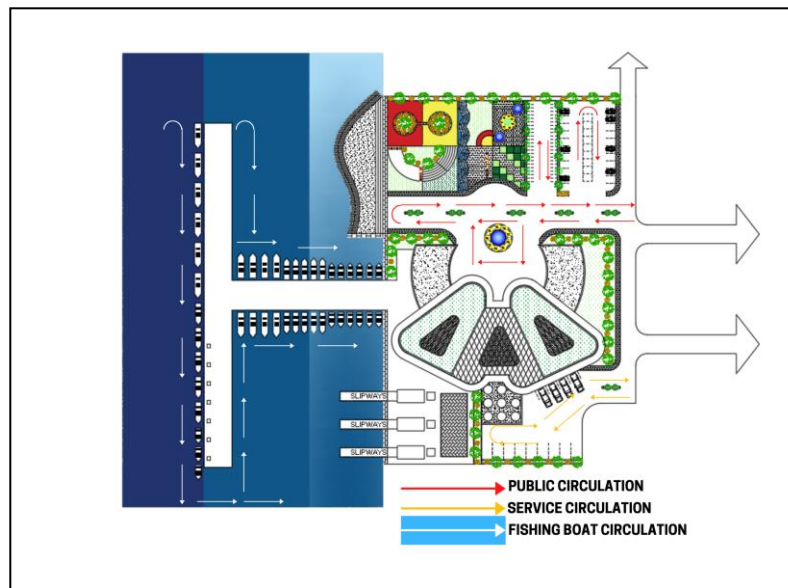 SLIPWAYS
SLIPWAYS
SLIPWAYS
PUBLIC CIRCULATION
SERVICE CIRCULATION
FISHING BOAT CIRCULATION